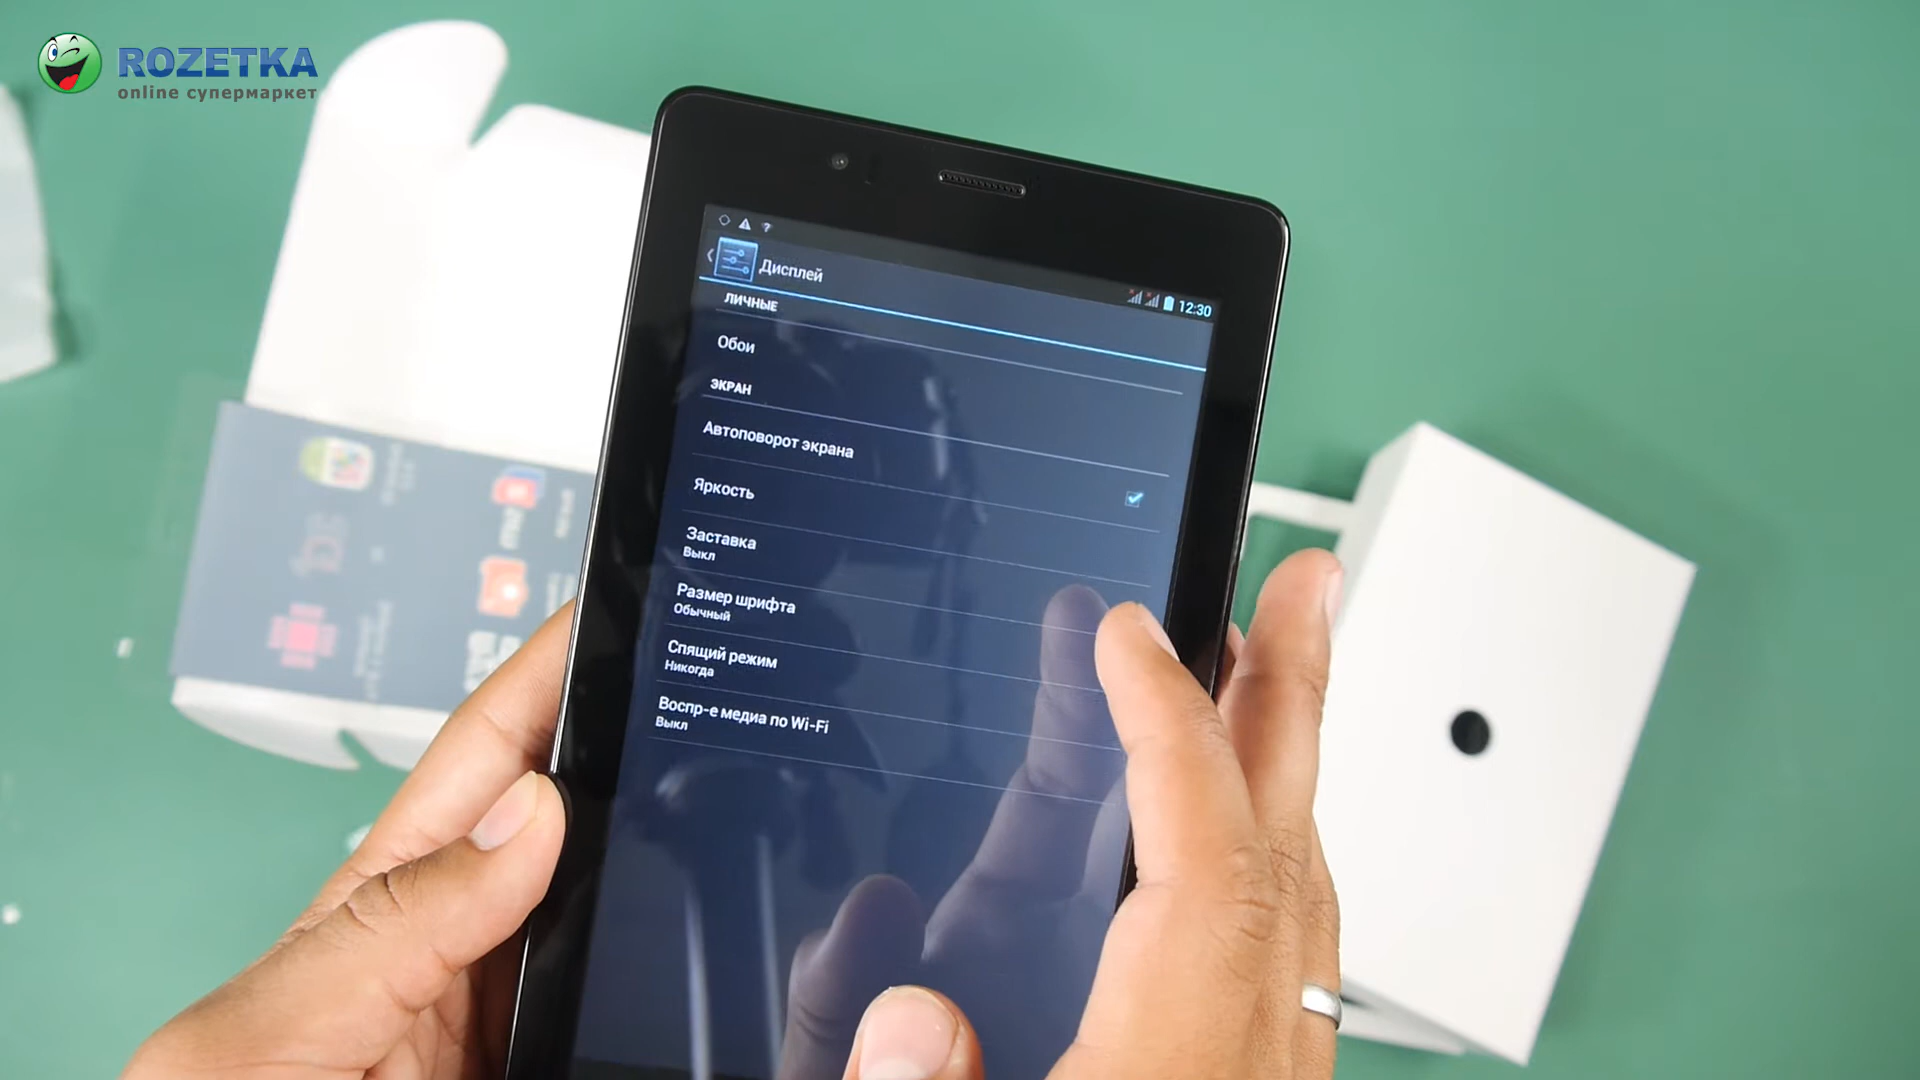 ROZETKA
online супермаркет
12:30
Дисплей
ЛИЧНЫЕ
Обои
ЭКРАН
Автоповорот экрана
Яркость
Заставка
Выкл
Размер шрифта
Обычный
Спящий режим
Никогда
Воспр-е медиа по Wi-Fi
Выкл